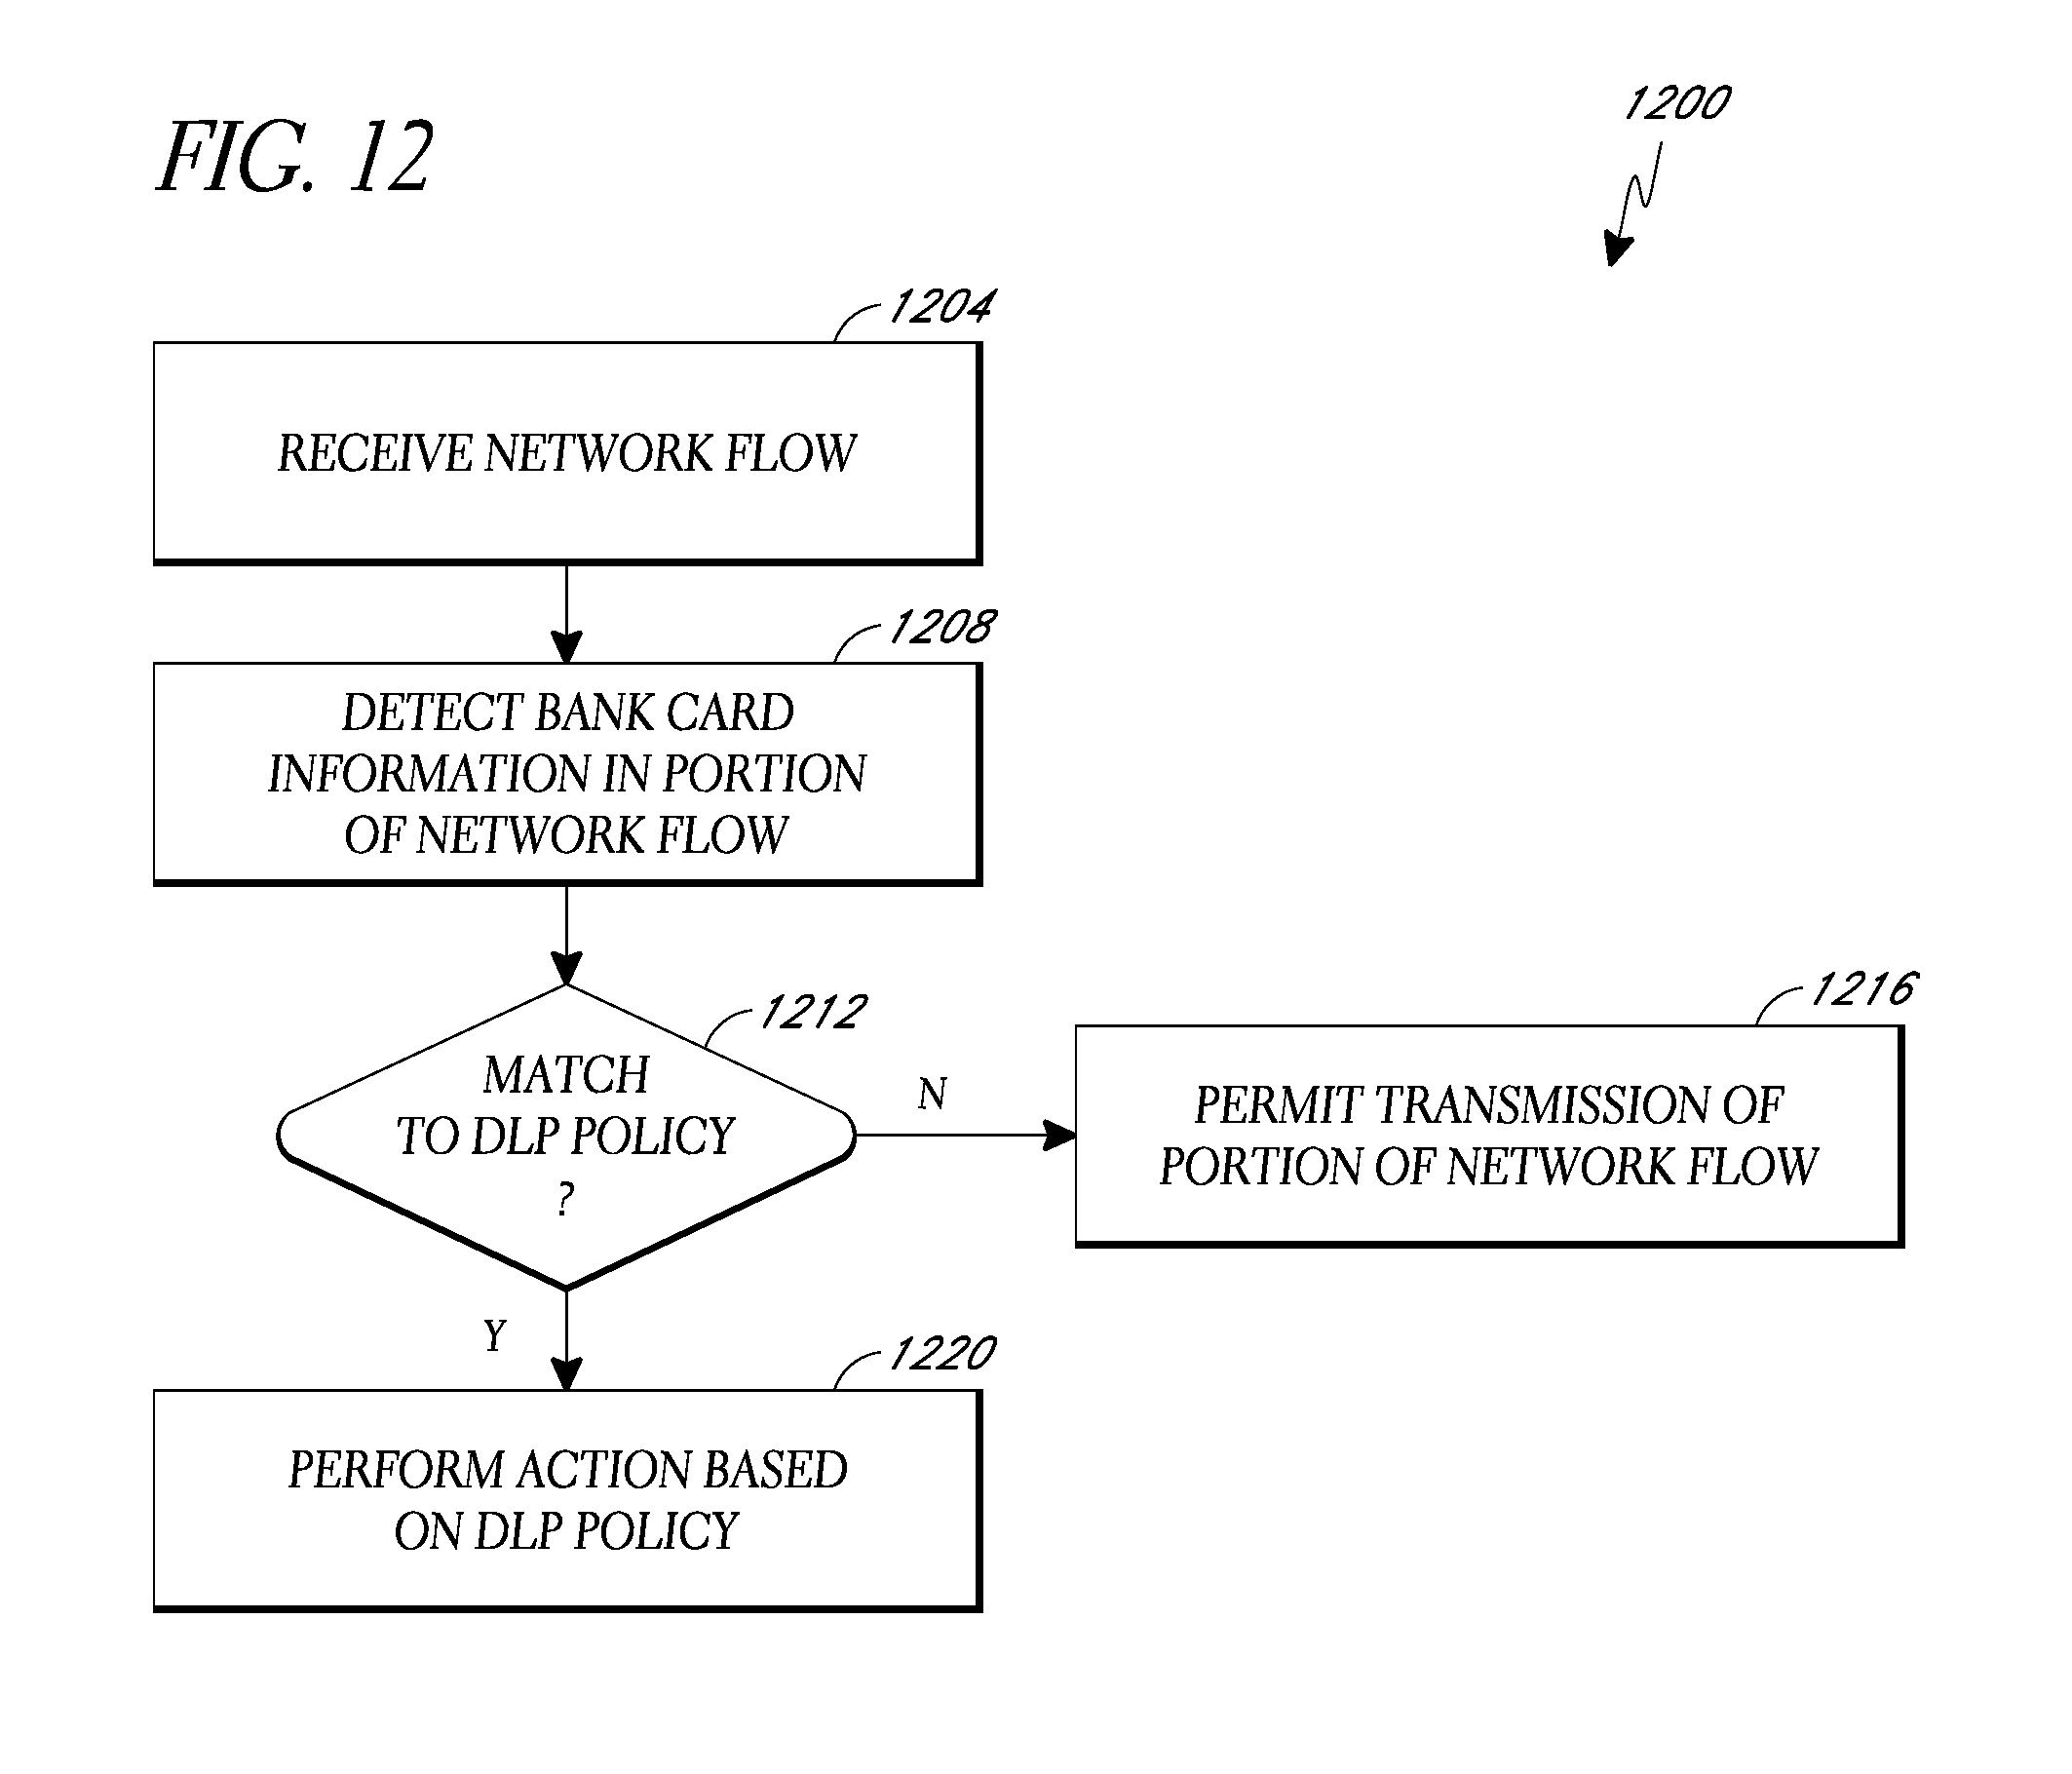 FIG. 12
1200
1204
RECEIVE NETWORK FLOW
1208
DETECT BANK CARD
INFORMATION IN PORTION
OF NETWORK FLOW
1212
MATCH
TO DLP POLICY
?
N
1216
PERMIT TRANSMISSION OF
PORTION OF NETWORK FLOW
Y
1220
PERFORM ACTION BASED
ON DLP POLICY